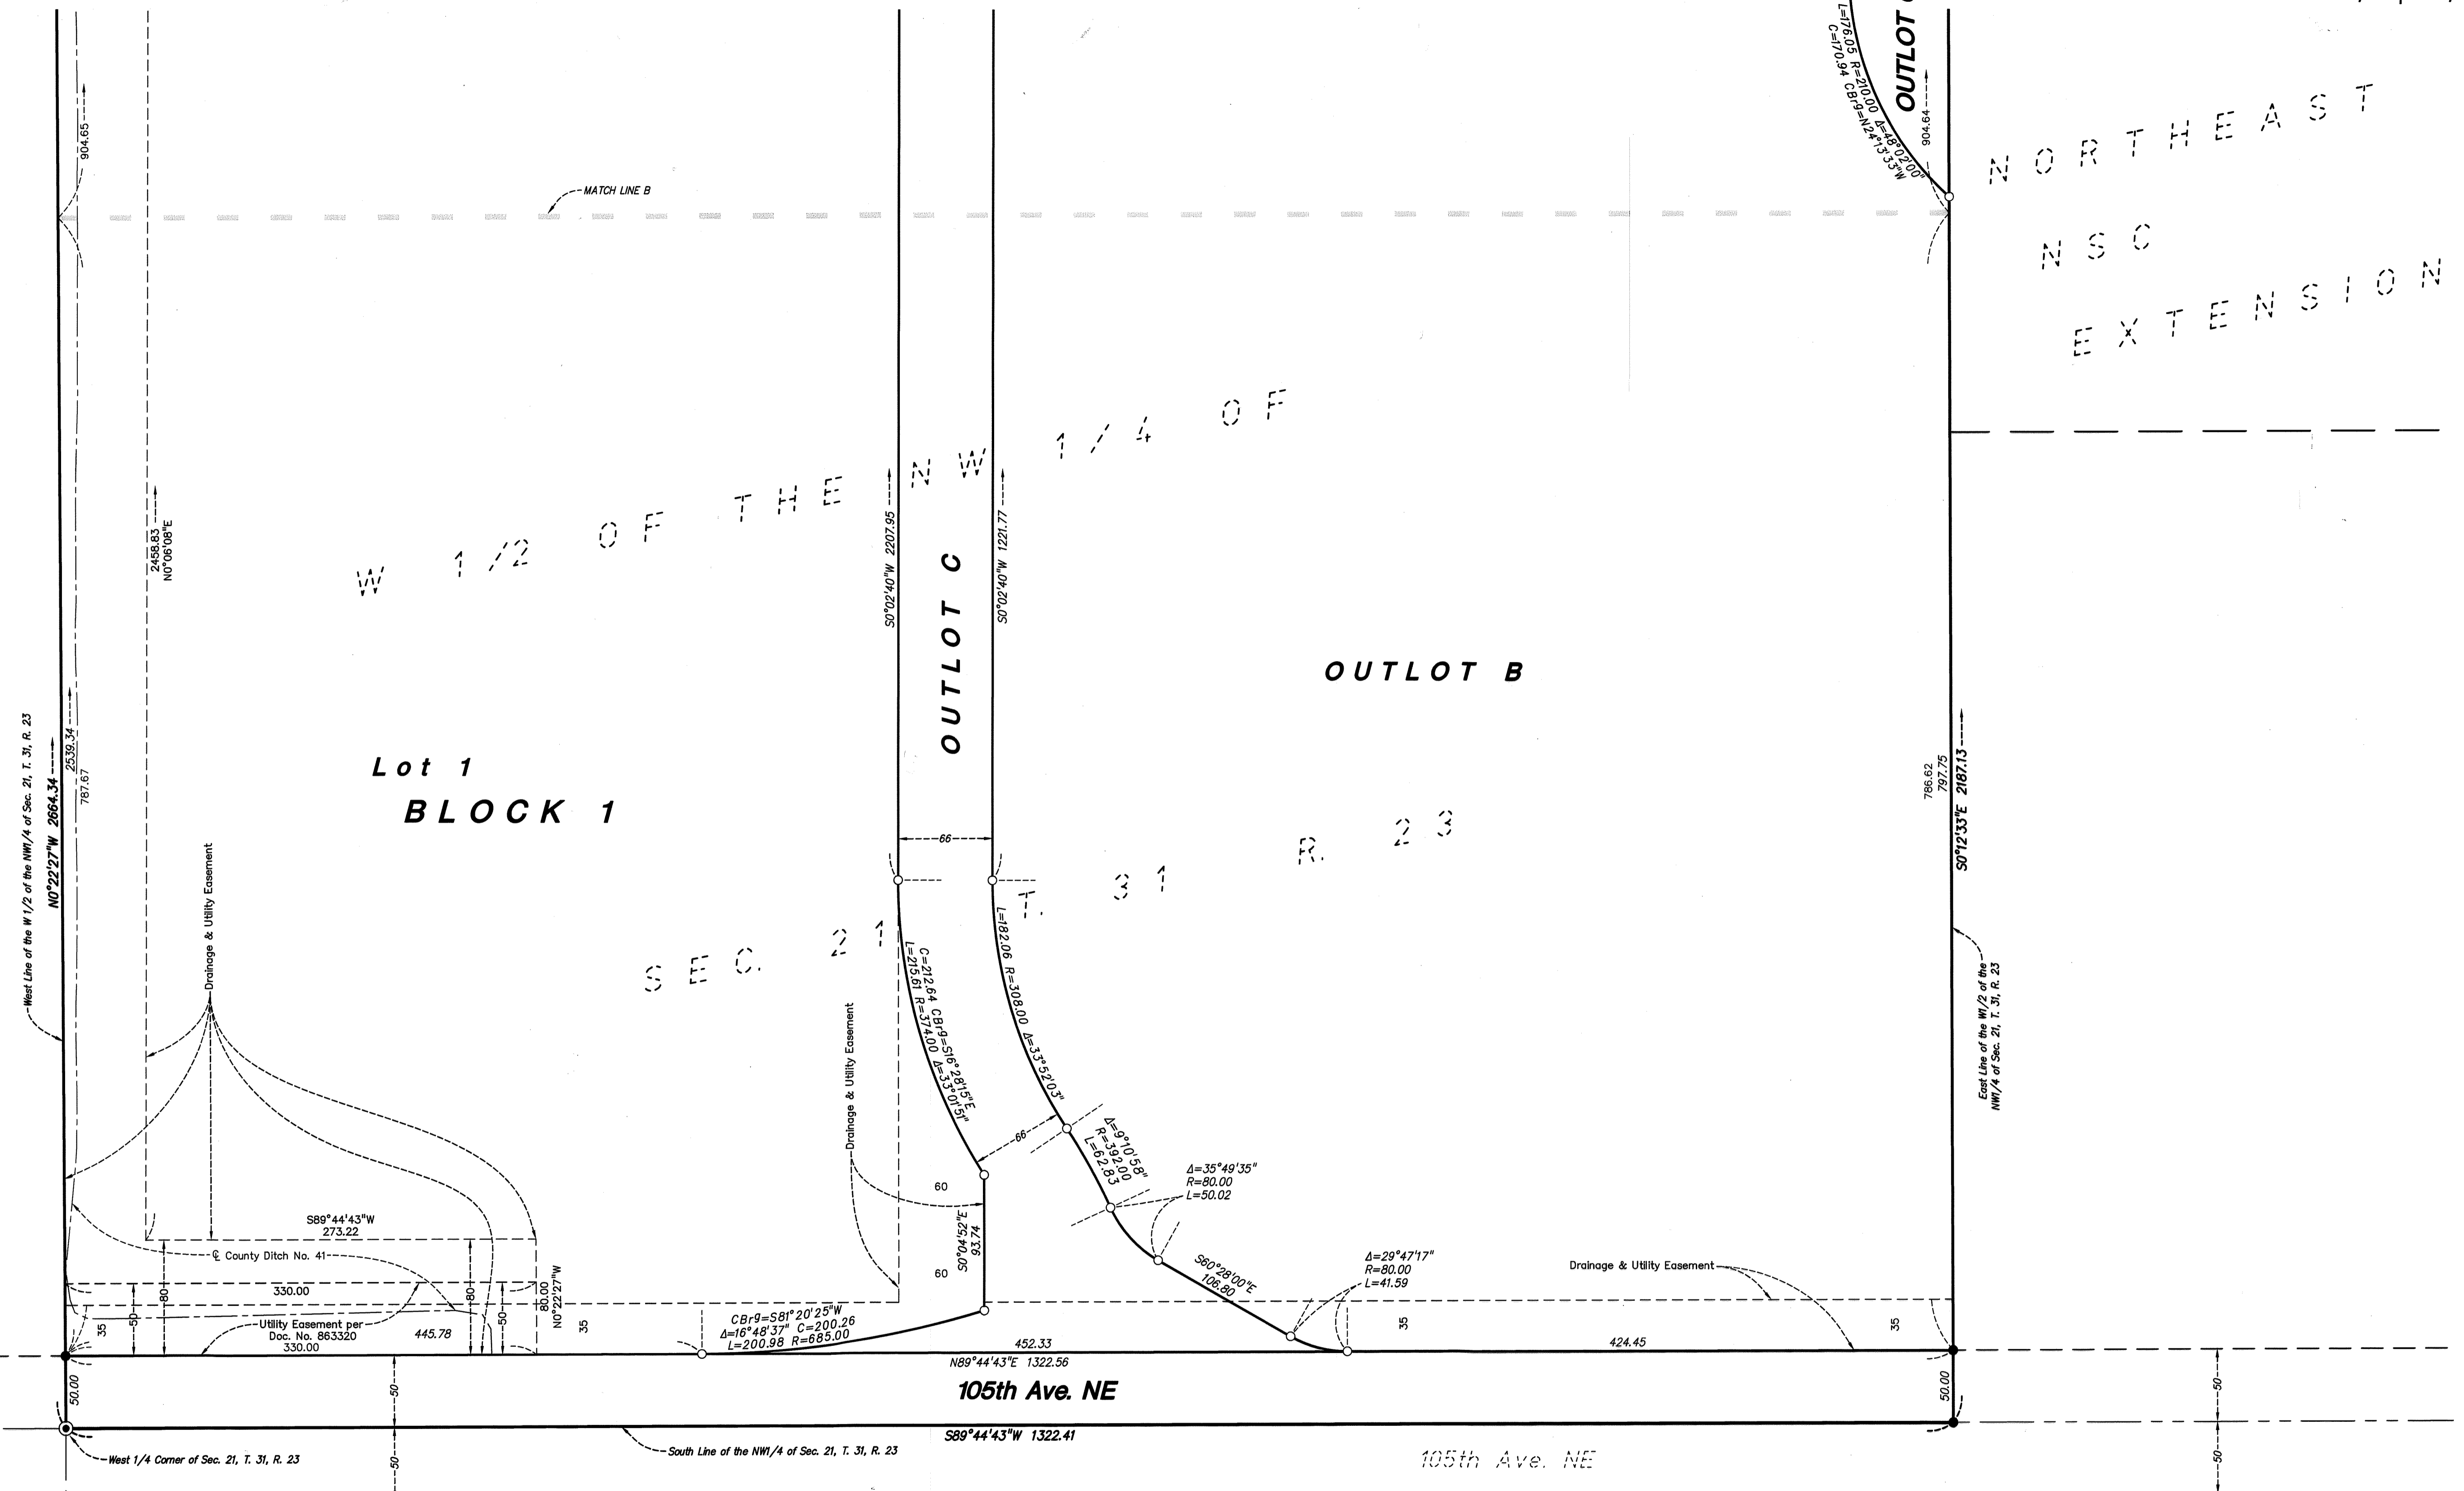 L=176.05 R=210.00 Δ=48°02'00"
C=170.94 CBrg=N24°13'33"W
OUTLOT
904.64
904.65
MATCH LINE B
NORTHEAST
NSC
EXTENSION
W 1/2 OF THE NW 1/4 OF
SEC. 21 T. 31 R. 23
2458.83
N0°06'08"E
S0°02'40"W 2207.95
S0°02'40"W 1221.77
OUTLOT C
OUTLOT B
Lot 1
BLOCK 1
West Line of the W 1/2 of the NW1/4 of Sec. 21, T. 31, R. 23
N0°22'27"W 2664.34
2539.34
787.67
786.62
797.75
S0°12'33"E 2187.13
East Line of the W1/2 of the
NW1/4 of Sec. 21, T. 31, R. 23
66
Drainage & Utility Easement
Drainage & Utility Easement
C=212.64 CBrg=S16°28'15"E
L=215.61 R=374.00 Δ=33°01'51"
L=182.06 R=308.00 Δ=33°52'03"
66
Δ=9°10'58"
R=392.00
L=62.83
Δ=35°49'35"
R=80.00
L=50.02
60
S0°04'52"E
93.74
60
S60°28'00"E
106.80
Δ=29°47'17"
R=80.00
L=41.59
Drainage & Utility Easement
S89°44'43"W
273.22
℄ County Ditch No. 41
330.00
80
50
80
50
80.00
N0°22'27"W
35
35
35
35
Utility Easement per
Doc. No. 863320
330.00
445.78
CBrg=S81°20'25"W
Δ=16°48'37" C=200.26
L=200.98 R=685.00
452.33
424.45
N89°44'43"E 1322.56
105th Ave. NE
50.00
50
50.00
50
S89°44'43"W 1322.41
South Line of the NW1/4 of Sec. 21, T. 31, R. 23
West 1/4 Corner of Sec. 21, T. 31, R. 23
50
105th Ave. NE
50